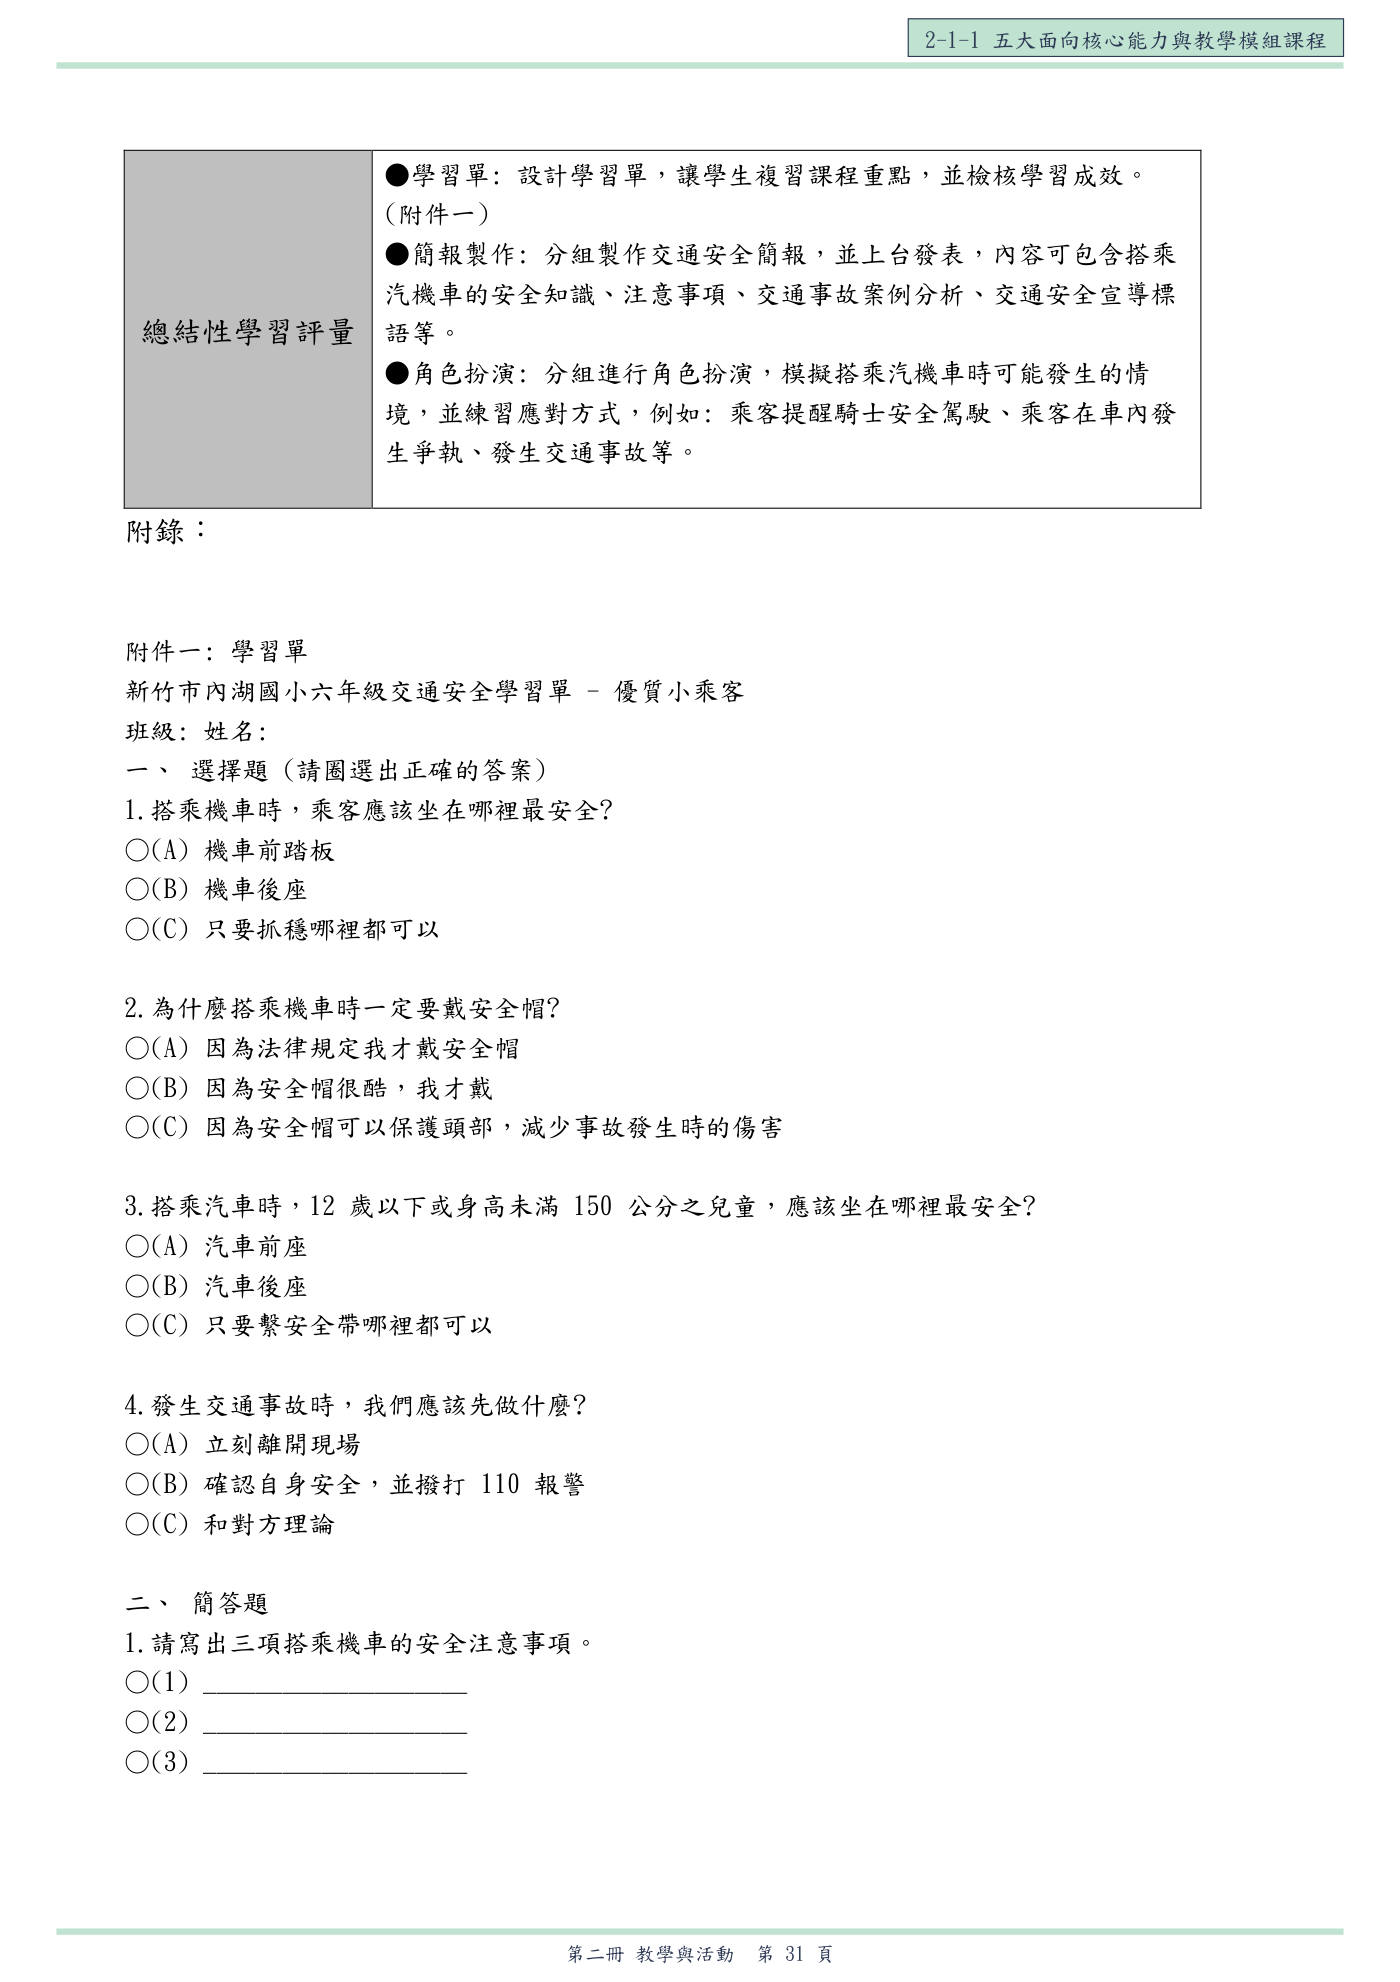 2-1-1 五大面向核心能力與教學模組課程
總結性學習評量
●學習單: 設計學習單，讓學生複習課程重點，並檢核學習成效。
(附件一)
●簡報製作: 分組製作交通安全簡報，並上台發表，內容可包含搭乘
汽機車的安全知識、注意事項、交通事故案例分析、交通安全宣導標
語等。
●角色扮演: 分組進行角色扮演，模擬搭乘汽機車時可能發生的情
境，並練習應對方式，例如: 乘客提醒騎士安全駕駛、乘客在車內發
生爭執、發生交通事故等。
附錄：
附件一: 學習單
新竹市內湖國小六年級交通安全學習單 - 優質小乘客
班級: 姓名:
一、 選擇題 (請圈選出正確的答案)
1.搭乘機車時，乘客應該坐在哪裡最安全?
○(A) 機車前踏板
○(B) 機車後座
○(C) 只要抓穩哪裡都可以
2.為什麼搭乘機車時一定要戴安全帽?
○(A) 因為法律規定我才戴安全帽
○(B) 因為安全帽很酷，我才戴
○(C) 因為安全帽可以保護頭部，減少事故發生時的傷害
3.搭乘汽車時，12 歲以下或身高未滿 150 公分之兒童，應該坐在哪裡最安全?
○(A) 汽車前座
○(B) 汽車後座
○(C) 只要繫安全帶哪裡都可以
4.發生交通事故時，我們應該先做什麼?
○(A) 立刻離開現場
○(B) 確認自身安全，並撥打 110 報警
○(C) 和對方理論
二、 簡答題
1.請寫出三項搭乘機車的安全注意事項。
○(1) ____________________
○(2) ____________________
○(3) ____________________
第二冊 教學與活動 第 31 頁